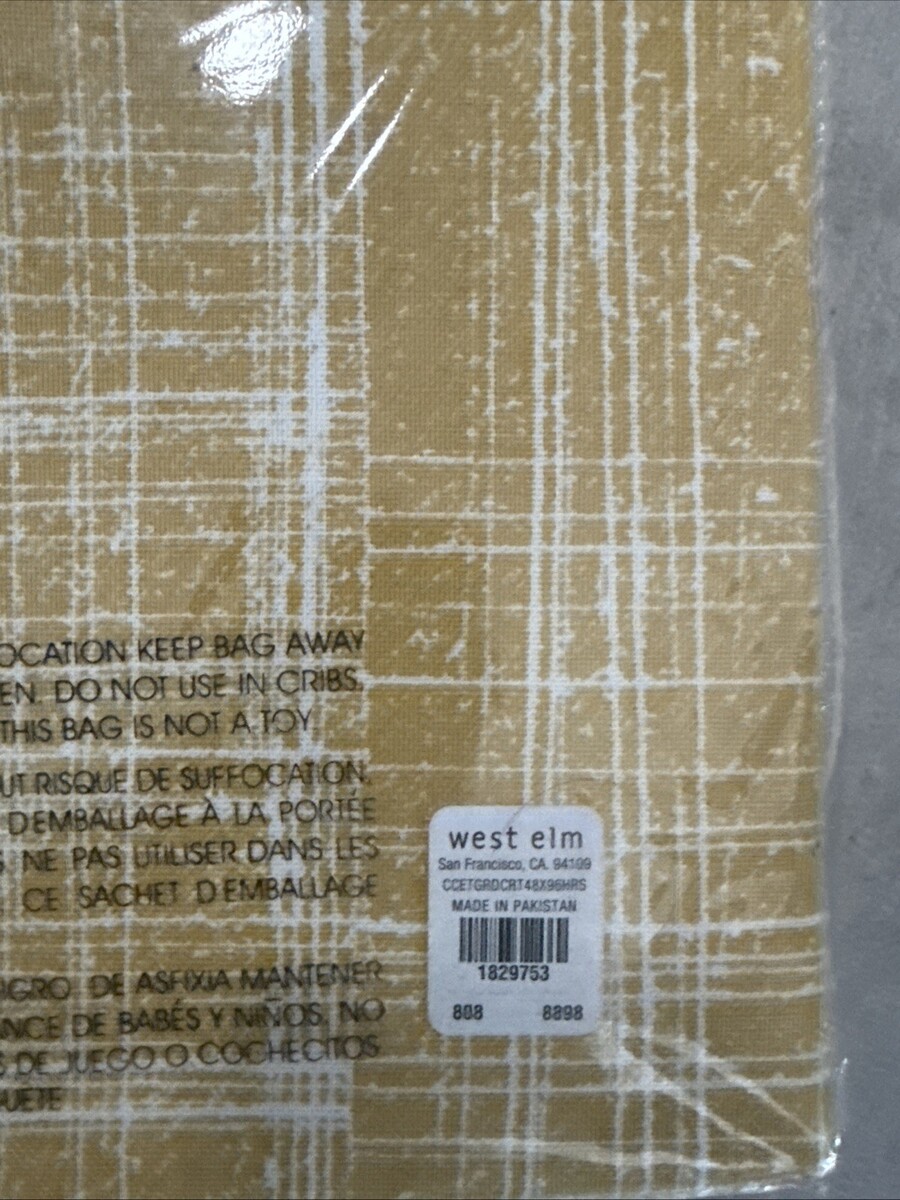 OCATION KEEP BAG AWAY
EN. DO NOT USE IN CRIBS,
THIS BAG IS NOT A TOY
UT RISQUE DE SUFFOCATION.
D'EMBALLAGE À LA PORTÉE
NE PAS UTILISER DANS LES
CE SACHET D'EMBALLAGE
IGRO DE ASFIXIA MANTENER
ANCE DE BABÉS Y NIÑOS. NO
S DE JUEGO O COCHECITOS
UETE
west elm
San Francisco, CA. 94109
CCETGRDCRT48X96HRS
MADE IN PAKISTAN
1829753
808 8898